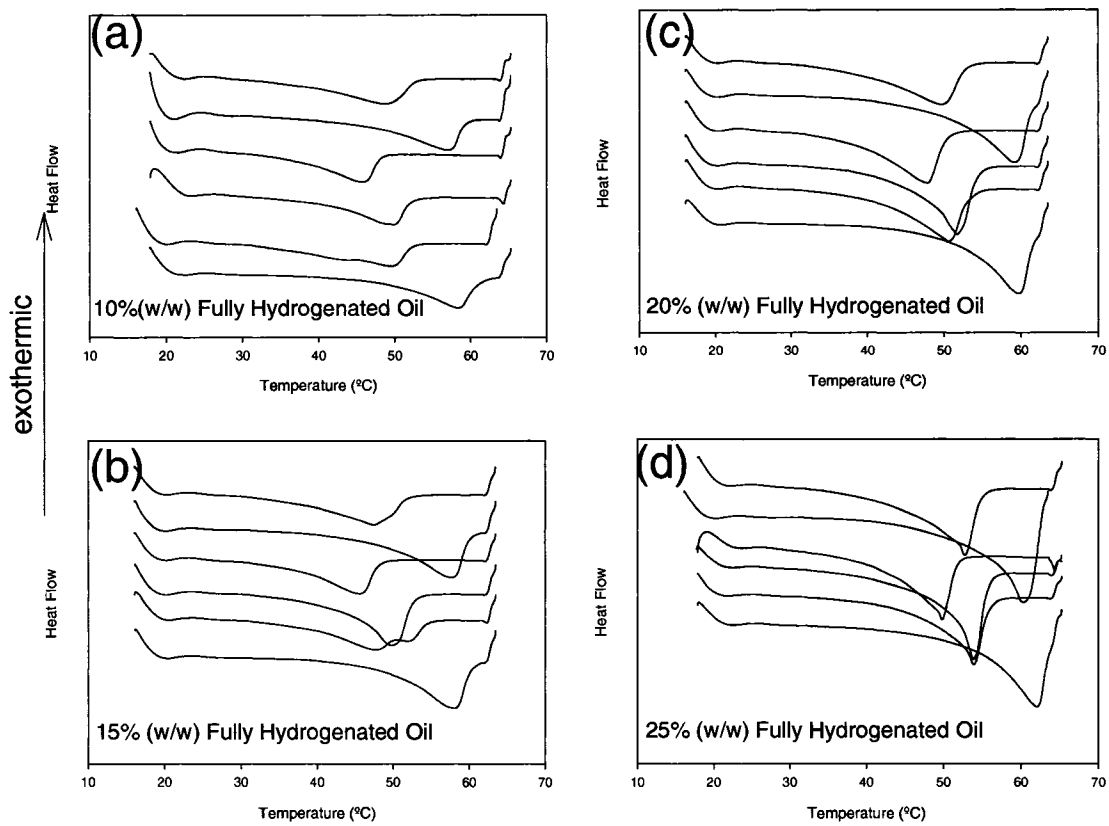 (a)
Heat Flow
10%(w/w) Fully Hydrogenated Oil
10 20 30 40 50 60 70
Temperature (ºC)
(c)
Heat Flow
20% (w/w) Fully Hydrogenated Oil
10 20 30 40 50 60 70
Temperature (ºC)
exothermic
(b)
Heat Flow
15% (w/w) Fully Hydrogenated Oil
10 20 30 40 50 60 70
Temperature (ºC)
(d)
Heat Flow
25% (w/w) Fully Hydrogenated Oil
10 20 30 40 50 60 70
Temperature (ºC)